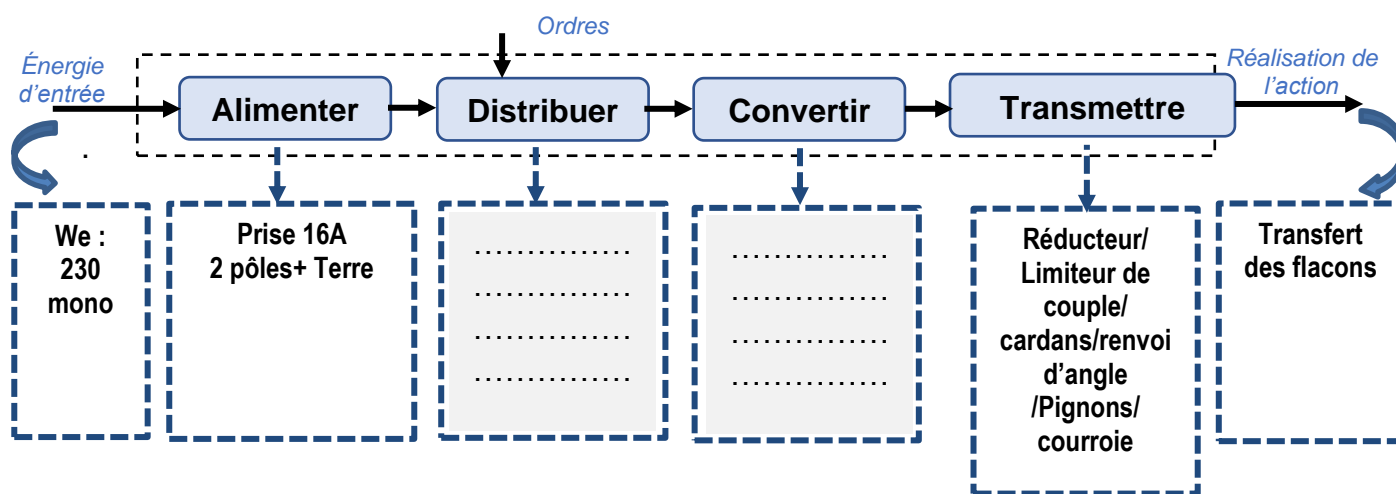 Ordres
Énergie
d'entrée
Réalisation de
l'action
Alimenter
Distribuer
Convertir
Transmettre
.
We :
230
mono
Prise 16A
2 pôles+ Terre
...............
...............
...............
...............
...............
...............
...............
...............
Réducteur/
Limiteur de
couple/
cardans/renvoi
d'angle
/Pignons/
courroie
Transfert
des flacons